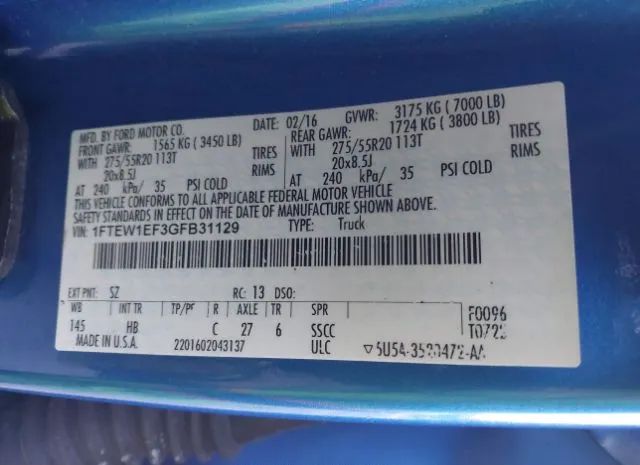 MFD. BY FORD MOTOR CO. DATE: 02/16 GVWR: 3175 KG ( 7000 LB)
FRONT GAWR: 1565 KG ( 3450 LB) REAR GAWR: 1724 KG ( 3800 LB)
WITH 275/55R20 113T TIRES WITH 275/55R20 113T TIRES
20x8.5J RIMS 20x8.5J RIMS
AT 240 kPa/ 35 PSI COLD AT 240 kPa/ 35 PSI COLD
THIS VEHICLE CONFORMS TO ALL APPLICABLE FEDERAL MOTOR VEHICLE
SAFETY STANDARDS IN EFFECT ON THE DATE OF MANUFACTURE SHOWN ABOVE.
VIN: 1FTEW1EF3GFB31129 TYPE: Truck
EXT PNT: SZ RC: 13 DSO:
WB INT TR TP/PS R AXLE TR SPR F0096
145 HB C 27 6 SSCC
MADE IN U.S.A. 2201602043137 ULC